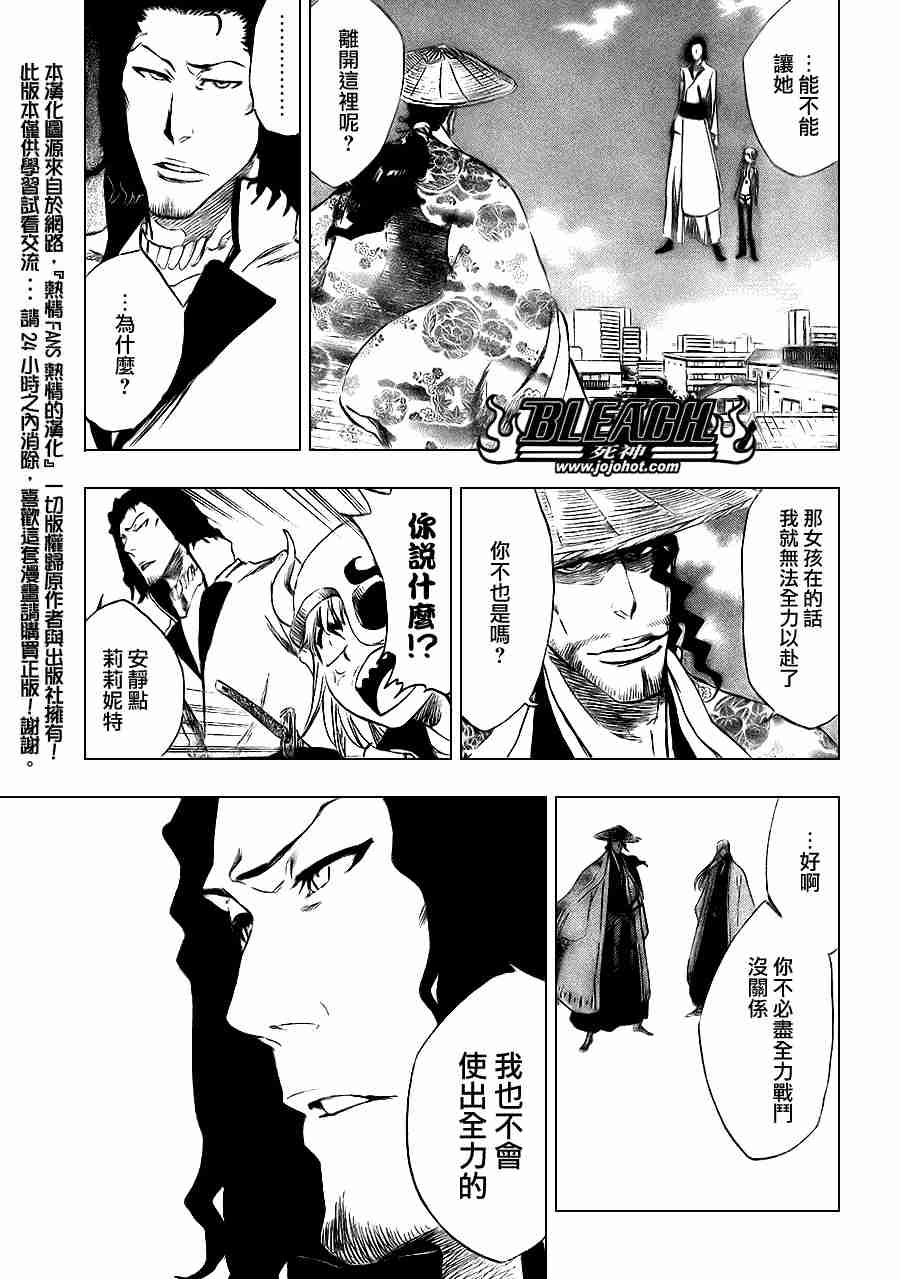 …能不能
讓她
離開這裡呢？
………
…為什麼？
BLEACH
死神
www.jojohot.com
那女孩在的話
我就無法全力以赴了
你不也是嗎？
你說什麼!?
安靜點
莉莉妮特
…好啊
你不必盡全力戰鬥
沒關係
我也不會
使出全力的
本漢化圖源來自於網路，『熱情FANS熱情的漢化』一切版權歸原作者與出版社擁有！
此版本僅供學習試看交流…請24小時之內消除，喜歡這套漫畫請購買正版！謝謝。